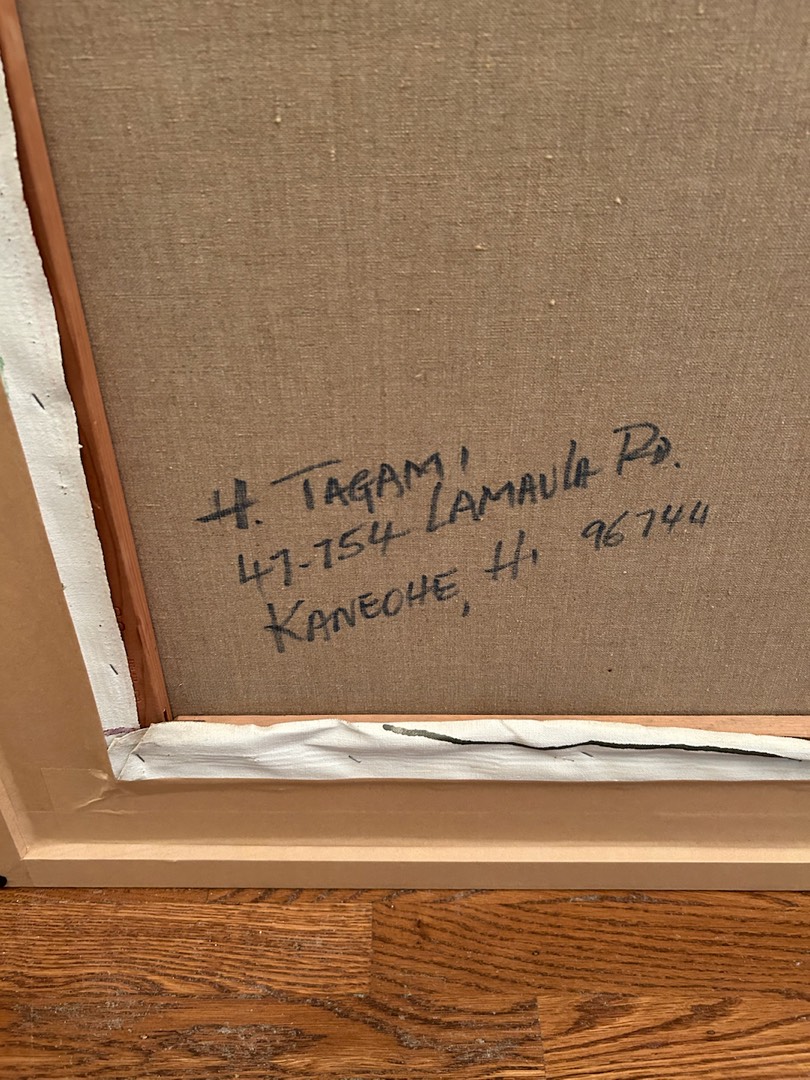 H. TAGAMI
47-754 LAMAULA RD.
KANEOHE, HI 96744